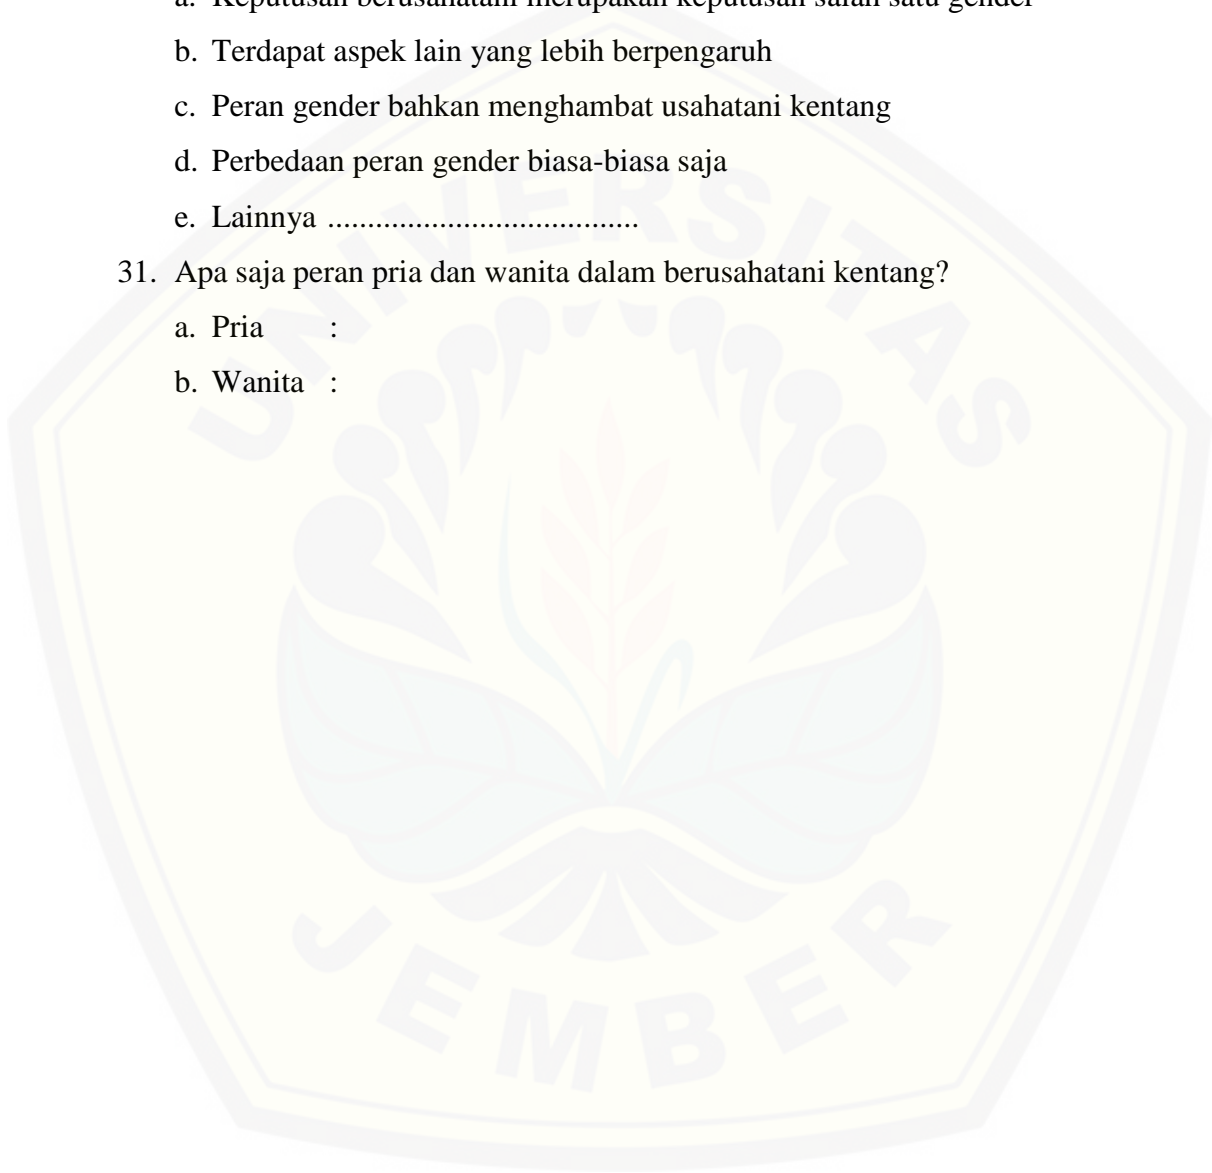 a. Keputusan berusahatani merupakan keputusan salah satu gender
b. Terdapat aspek lain yang lebih berpengaruh
c. Peran gender bahkan menghambat usahatani kentang
d. Perbedaan peran gender biasa-biasa saja
e. Lainnya .......................................
31. Apa saja peran pria dan wanita dalam berusahatani kentang?
a. Pria :
b. Wanita :
UNIVERSITAS
JEMBER